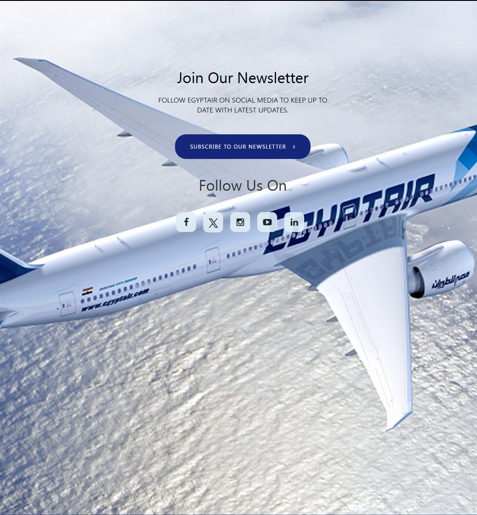 Join Our Newsletter
FOLLOW EGYPTAIR ON SOCIAL MEDIA TO KEEP UP TO
DATE WITH LATEST UPDATES.
SUBSCRIBE TO OUR NEWSLETTER
Follow Us On
EGYPTAIR
www.egyptair.com
مصر للطيران